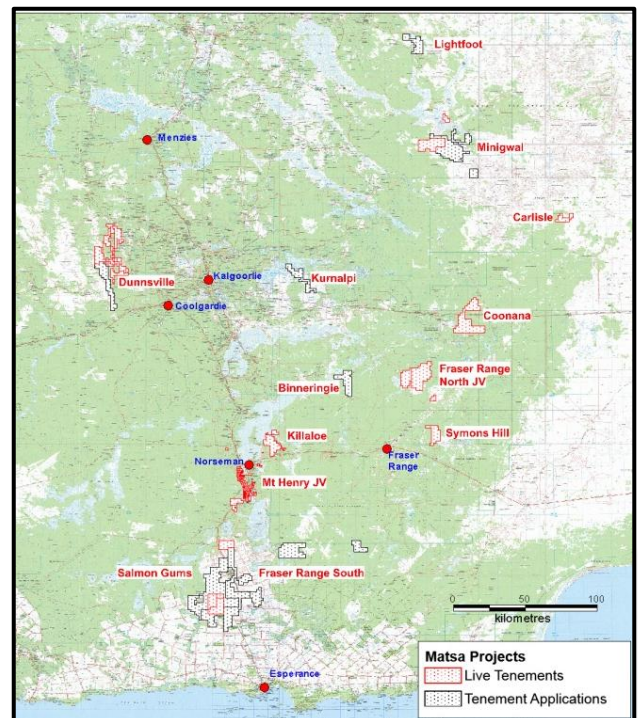 Lightfoot
Menzies
Minigwal
Carlisle
Dunnsville
Kalgoorlie
Kurnalpi
Coolgardie
Coonana
Binneringie
Fraser Range
North JV
Killaloe
Symons Hill
Norseman
Fraser
Range
Mt Henry JV
Salmon Gums
Fraser Range South
0 50 100
kilometres
Esperance
Matsa Projects
Live Tenements
Tenement Applications